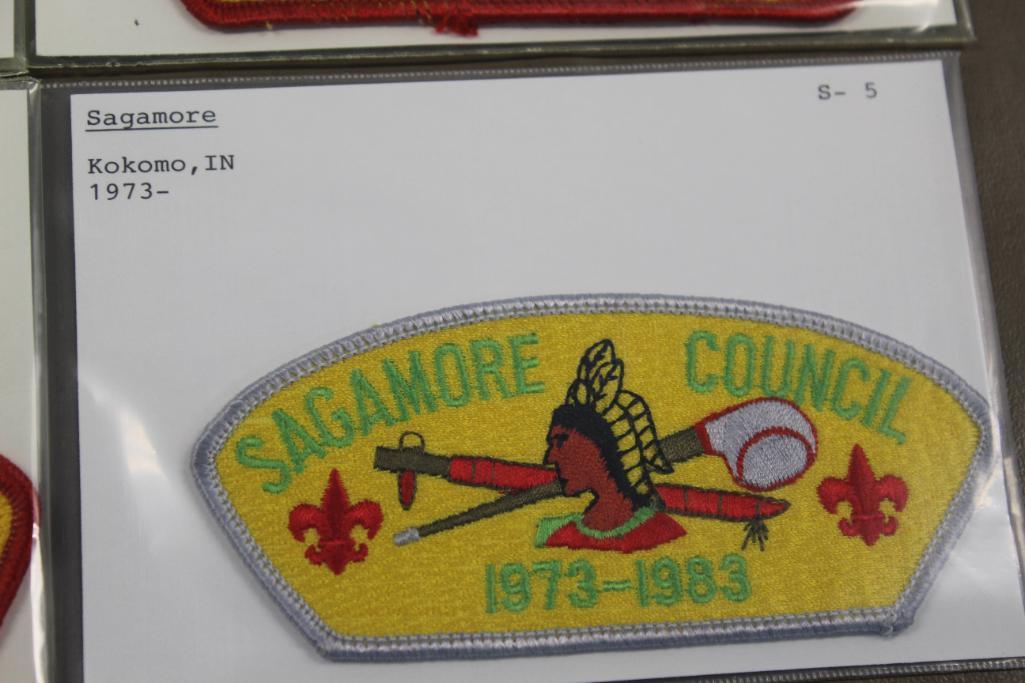 Sagamore
S- 5
Kokomo,IN
1973-
SAGAMORE COUNCIL
1973-1983